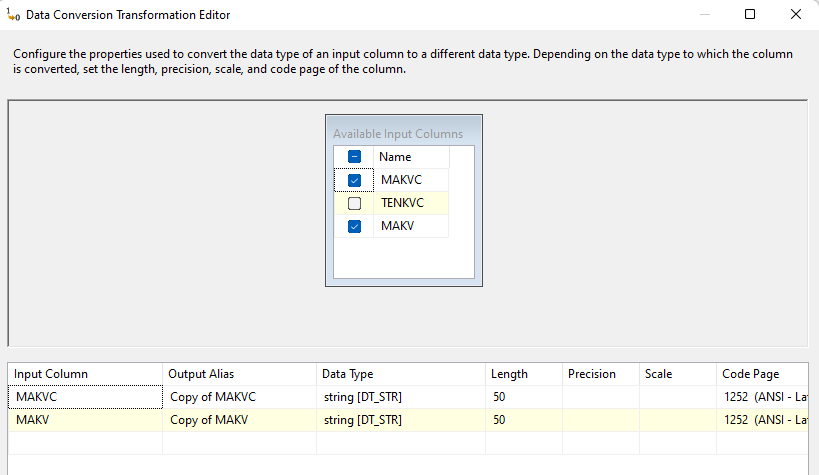 Data Conversion Transformation Editor
Configure the properties used to convert the data type of an input column to a different data type. Depending on the data type to which the column
is converted, set the length, precision, scale, and code page of the column.
Available Input Columns
Name
MAKVC
TENKVC
MAKV
Input Column Output Alias Data Type Length Precision Scale Code Page
MAKVC Copy of MAKVC string [DT_STR] 50 1252 (ANSI - La
MAKV Copy of MAKV string [DT_STR] 50 1252 (ANSI - La